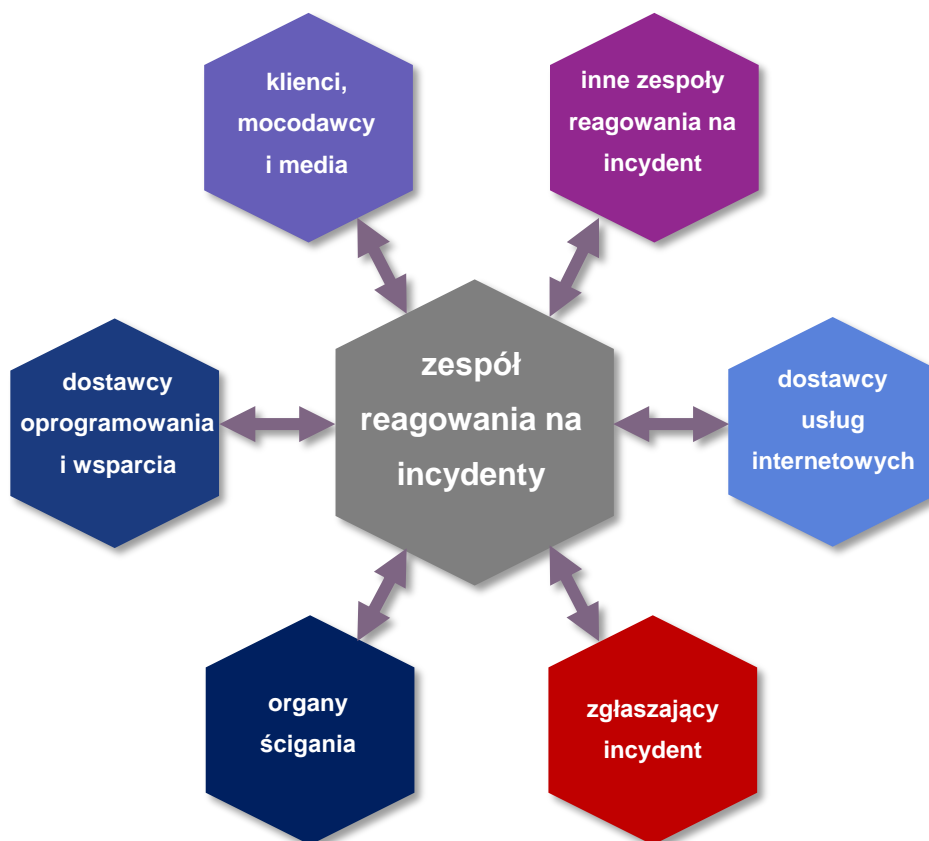 klienci,
mocodawcy
i media
inne zespoły
reagowania na
incydent
zespół
reagowania na
incydenty
dostawcy
oprogramowania
i wsparcia
dostawcy
usług
internetowych
organy
ścigania
zgłaszający
incydent